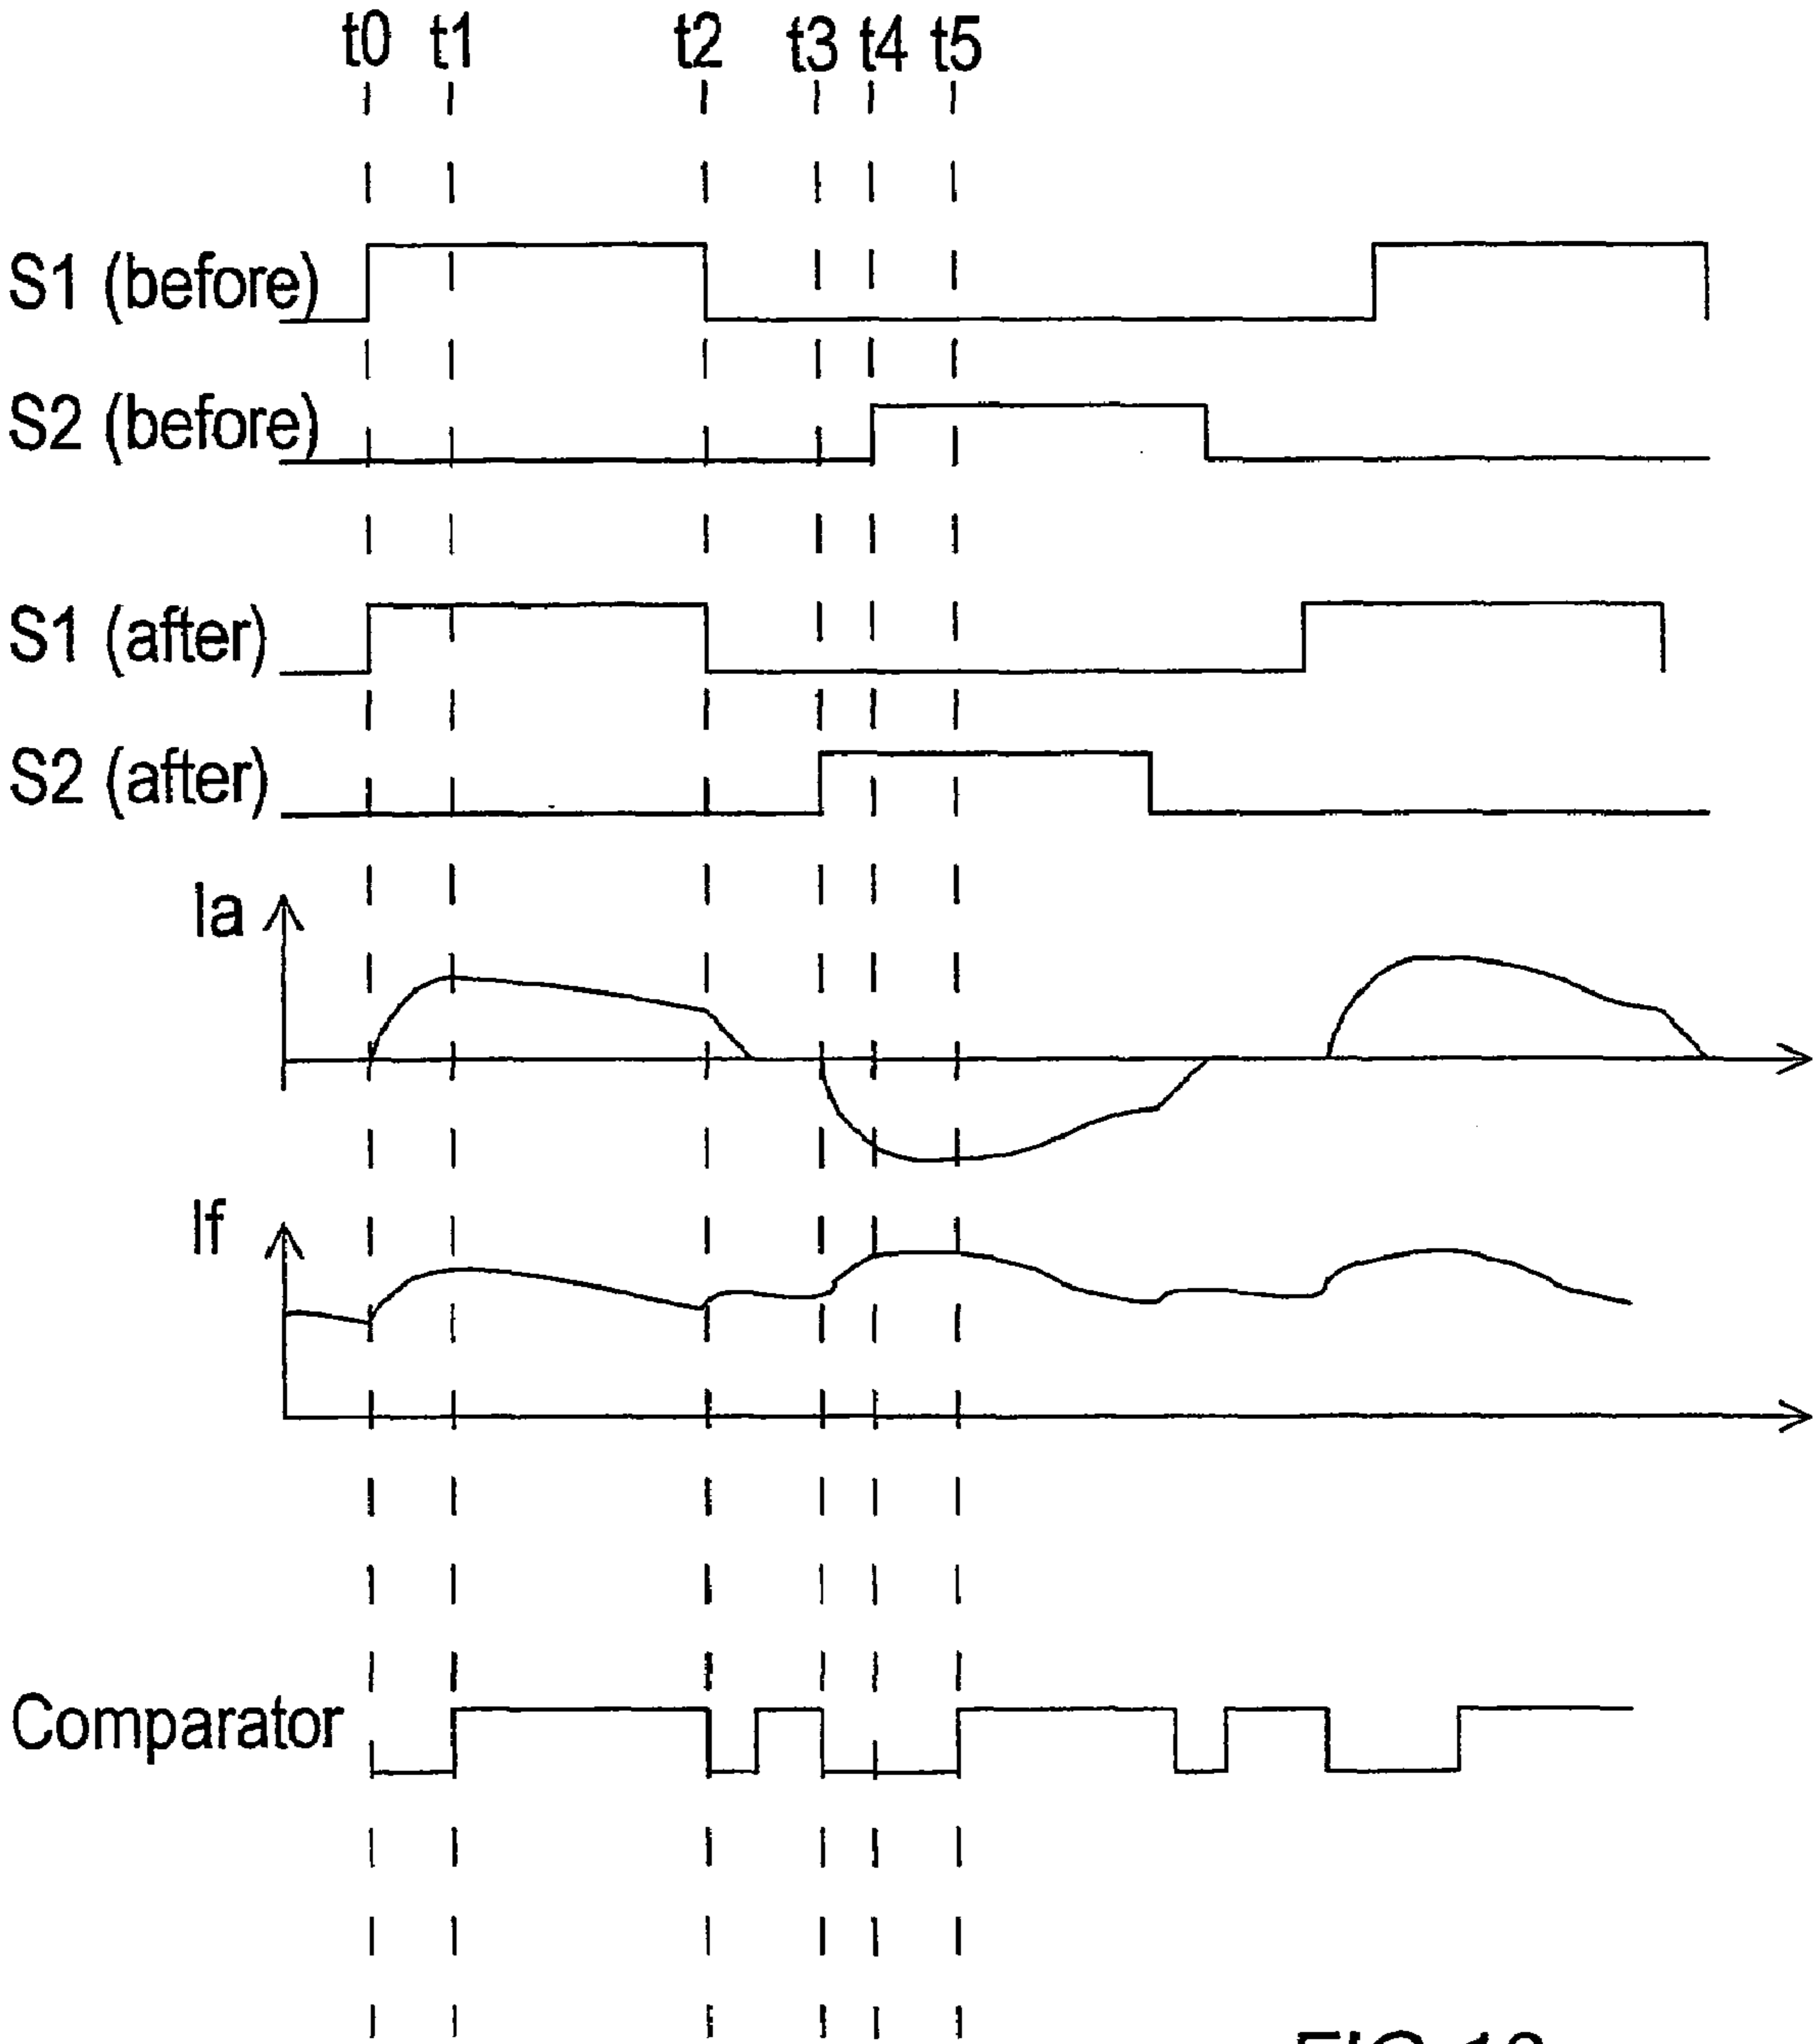 t0 t1 t2 t3 t4 t5
S1 (before)
S2 (before)
S1 (after)
S2 (after)
Ia
If
Comparator